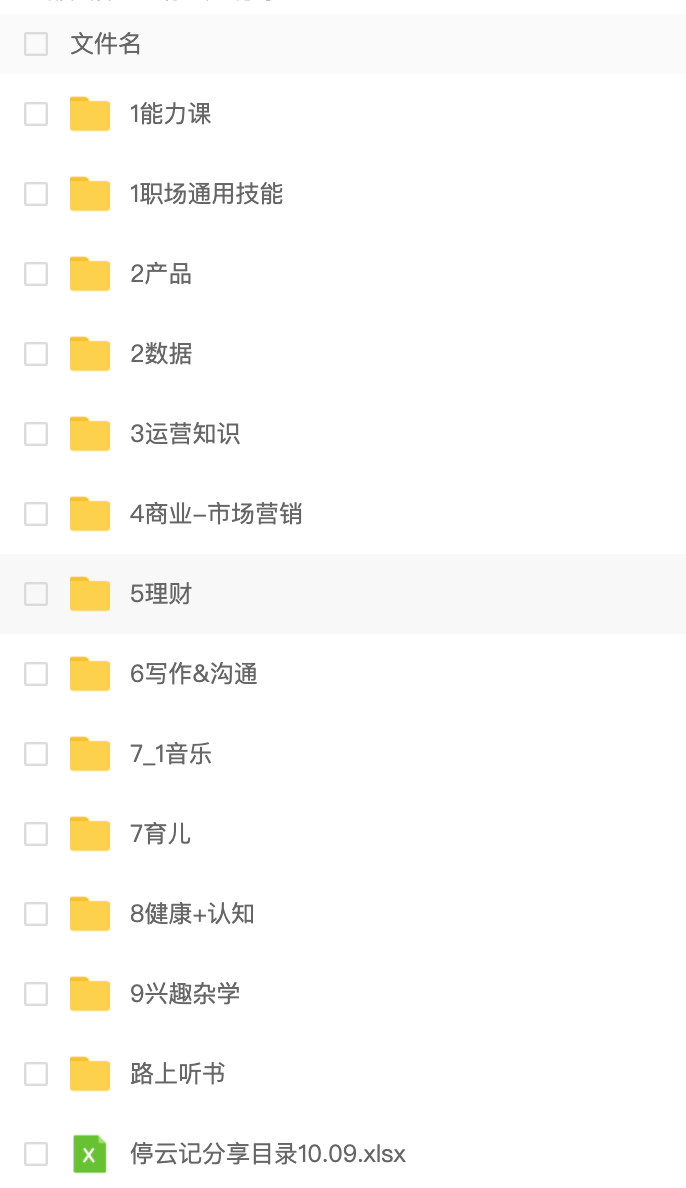 文件名
1能力课
1职场通用技能
2产品
2数据
3运营知识
4商业–市场营销
5理财
6写作&沟通
7_1音乐
7育儿
8健康+认知
9兴趣杂学
路上听书
停云记分享目录10.09.xlsx